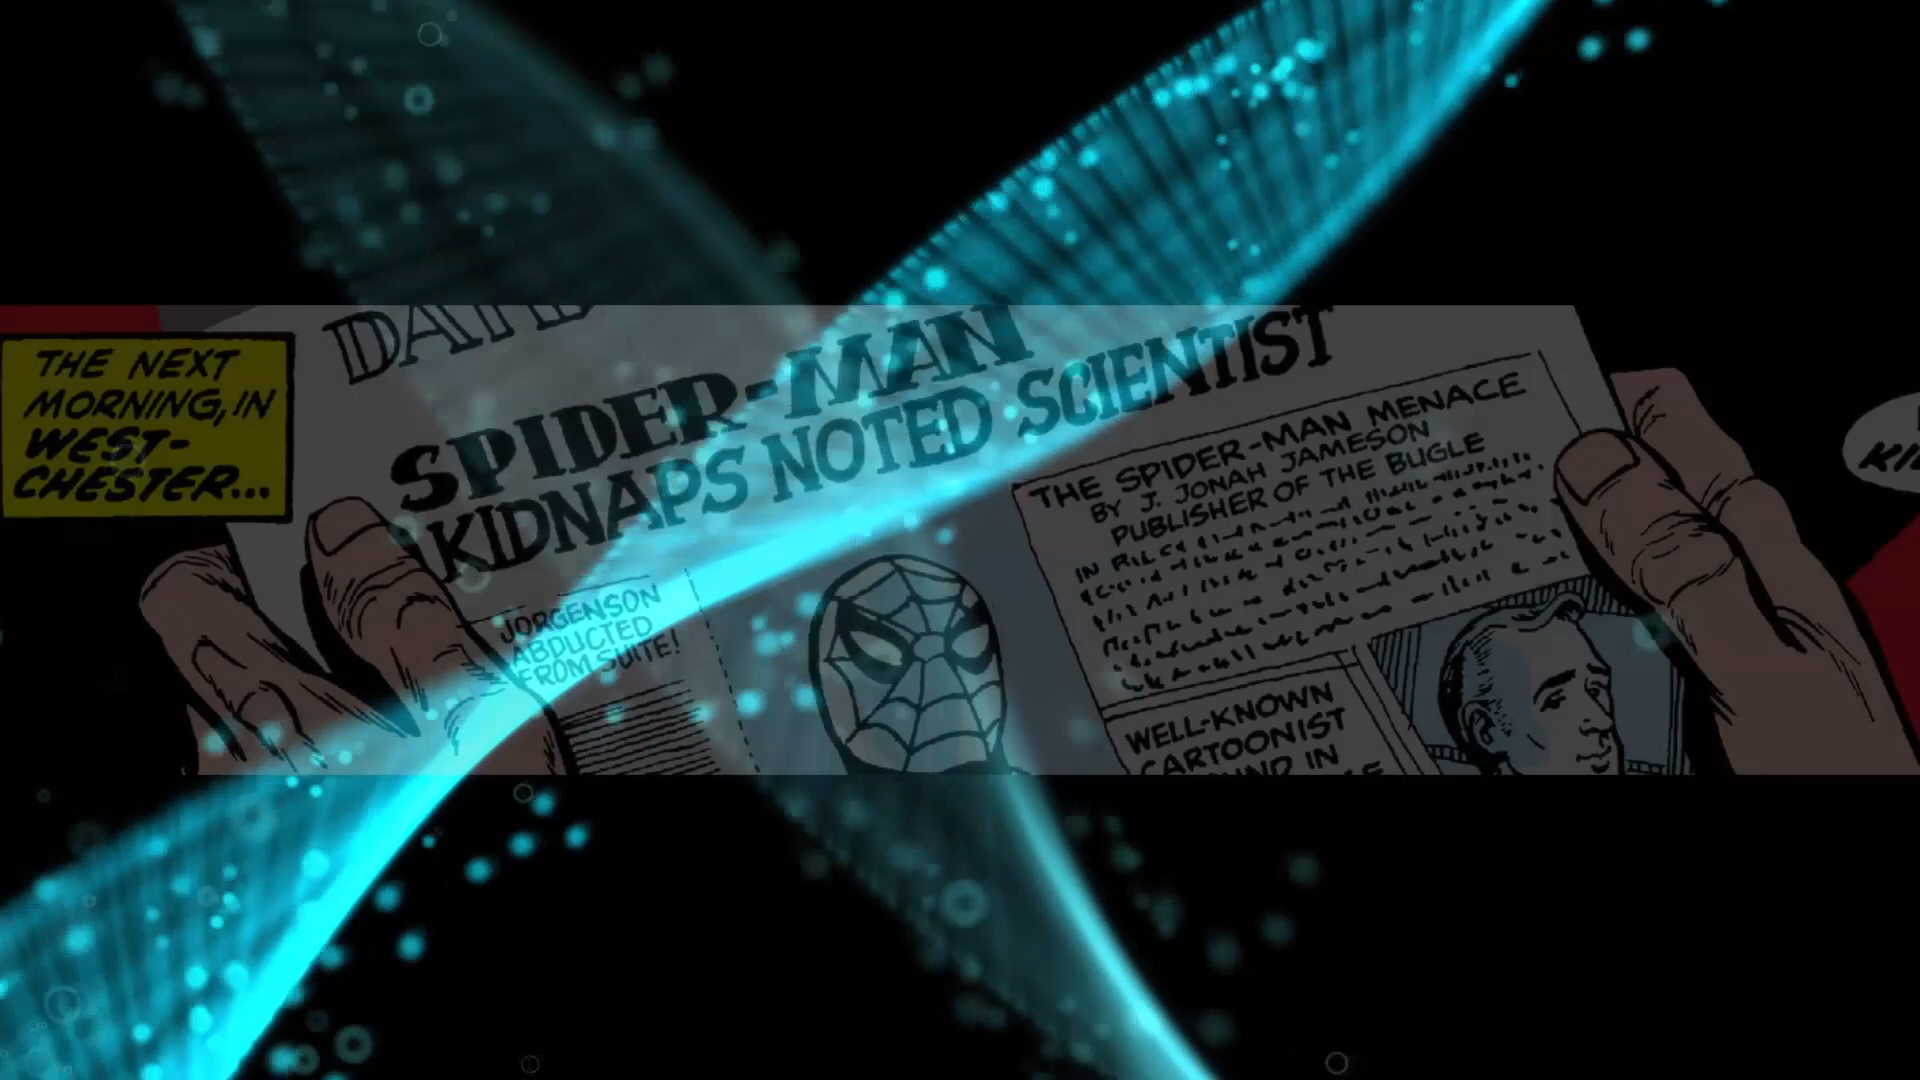 THE NEXT
MORNING, IN
WEST-
CHESTER...
SPIDER-MAN
KIDNAPS NOTED SCIENTIST
JORGENSON
ABDUCTED
FROM SUITE!
THE SPIDER-MAN MENACE
BY J. JONAH JAMESON
PUBLISHER OF THE BUGLE
WELL-KNOWN
CARTOONIST
IN